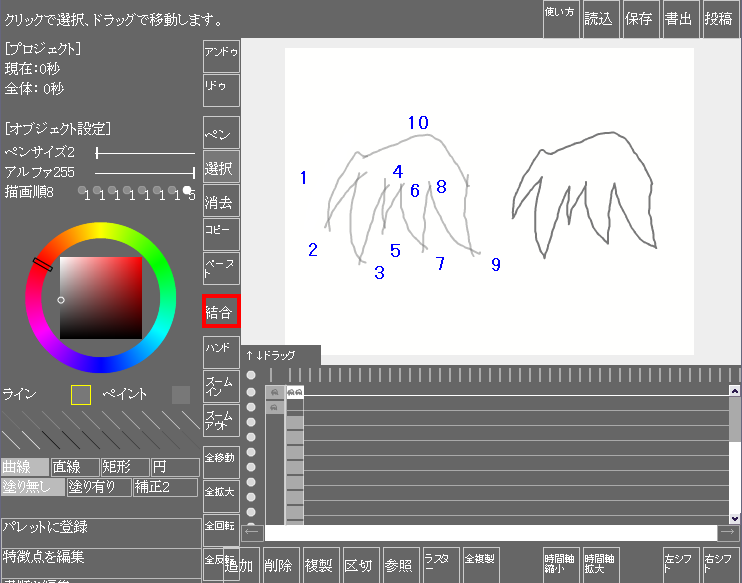 クリックで選択、ドラッグで移動します。
使い方
読込
保存
書出
投稿
[プロジェクト]
現在:0秒
全体: 0秒
[オブジェクト設定]
ペンサイズ2
アルファ255
描画順8
1 1 1 1 1 1 1 5
ライン
ペイント
曲線
直線
矩形
円
塗り無し
塗り有り
補正2
パレットに登録
特徴点を編集
アンドゥ
リドゥ
ペン
選択
消去
コピー
ペースト
結合
ハンド
ズームイン
ズームアウト
全移動
全拡大
全回転
全反転
10
1
4
6
8
2
5
3
7
9
↑↓ドラッグ
追加
削除
複製
区切
参照
ラスター
全複製
時間軸縮小
時間軸拡大
左シフト
右シフト